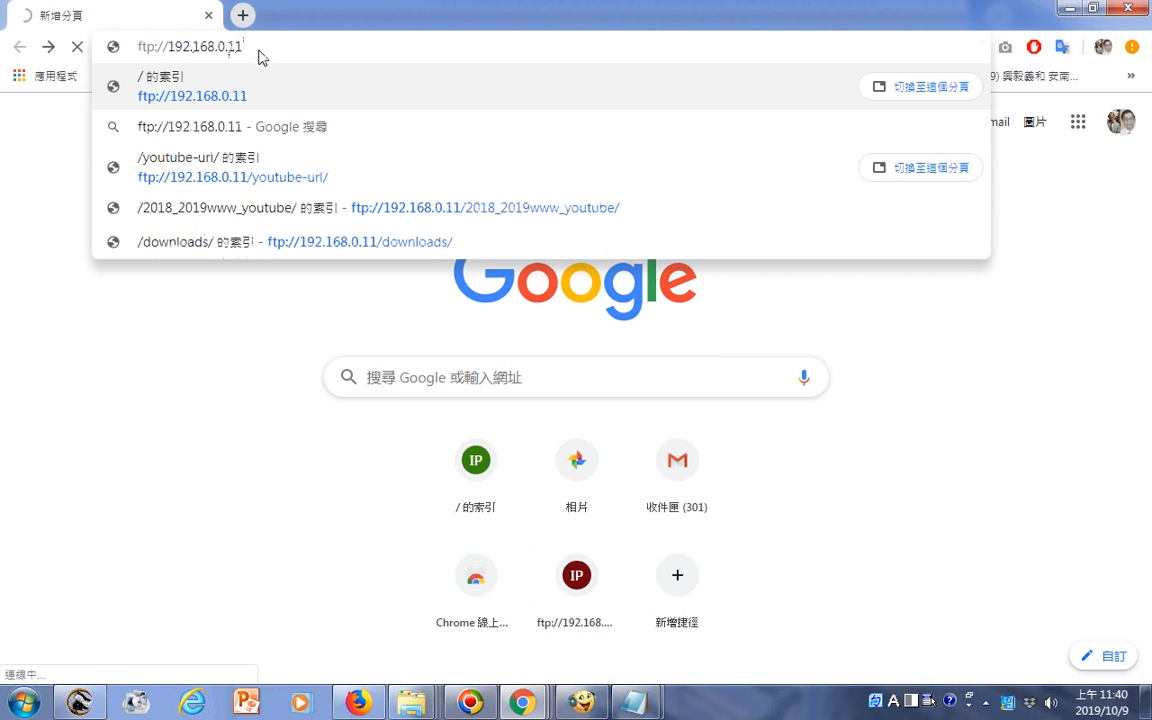 新增分頁
ftp://192.168.0.11
應用程式
9) 興毅義和 安南...
»
/ 的索引
ftp://192.168.0.11
切換至這個分頁
ftp://192.168.0.11 - Google 搜尋
mail
圖片
/youtube-url/ 的索引
ftp://192.168.0.11/youtube-url/
切換至這個分頁
/2018_2019www_youtube/ 的索引 - ftp://192.168.0.11/2018_2019www_youtube/
/downloads/ 的索引 - ftp://192.168.0.11/downloads/
Google
搜尋 Google 或輸入網址
IP
/ 的索引
相片
收件匣 (301)
Chrome 線上...
IP
ftp://192.168....
新增捷徑
自訂
連線中...
A
上午 11:40
2019/10/9